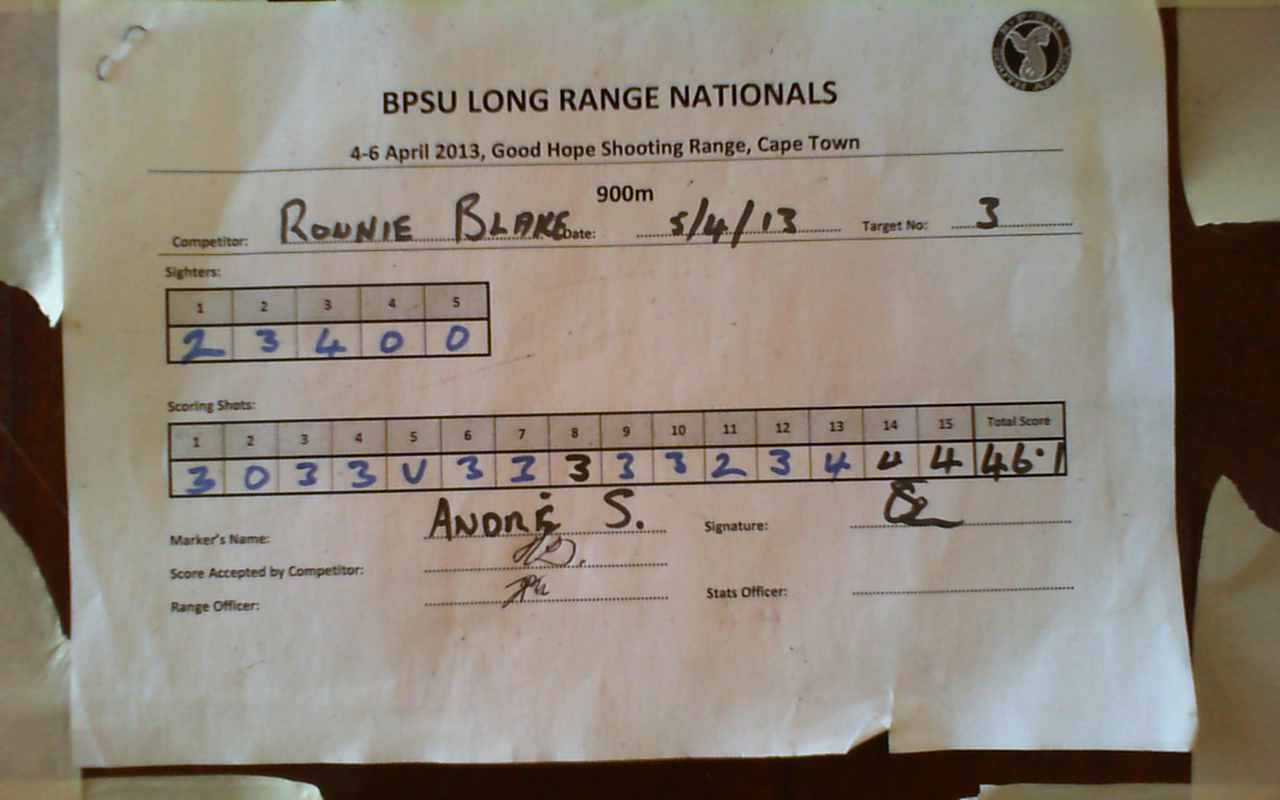 BPSU LONG RANGE NATIONALS
4-6 April 2013, Good Hope Shooting Range, Cape Town
900m
Competitor: RONNIE BLAKE Date: 5/4/13 Target No: 3
Sighters:
1 2 3 4 5
2 3 4 0 0
Scoring Shots:
1 2 3 4 5 6 7 8 9 10 11 12 13 14 15 Total Score
3 0 3 3 V 3 3 3 3 3 2 3 4 4 4 46.1
Marker's Name: ANDRÉ S. Signature:
Score Accepted by Competitor:
Range Officer: Stats Officer: